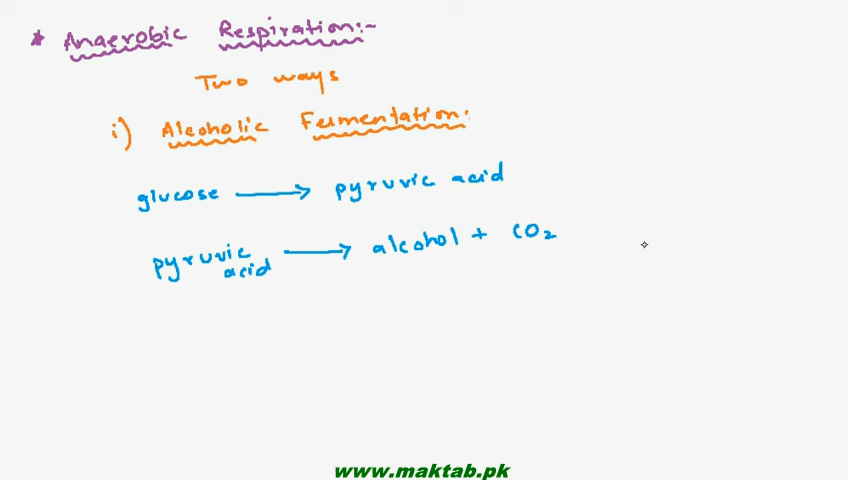 * Anaerobic Respiration:-
Two ways
i) Alcoholic Fermentation:
glucose → pyruvic acid
pyruvic acid → alcohol + CO2
www.maktab.pk